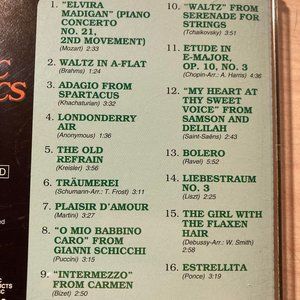 1. "ELVIRA
MADIGAN" PIANO
CONCERTO
NO. 21,
2ND MOVEMENT)
(Mozart) 2:32
2. WALTZ IN A-FLAT
(Brahms) 1:24
3. ADAGIO FROM
SPARTACUS
(Khachaturian) 3:32
4. LONDONDERRY
AIR
(Anonymous) 1:36
5. THE OLD
REFRAIN
(Kreisler) 3:56
6. TRÄUMEREI
(Schumann-Arr.: T. Frost) 3:11
7. PLAISIR D'AMOUR
(Martini) 3:27
8. "O MIO BABBINO
CARO" FROM
GIANNI SCHICCHI
(Puccini) 3:15
9. "INTERMEZZO"
FROM CARMEN
(Bizet) 2:50
10. "WALTZ" FROM
SERENADE FOR
STRINGS
(Tchaikovsky) 3:51
11. ETUDE IN
E-MAJOR,
OP. 10, NO. 3
(Chopin-Arr.: A. Harris) 4:36
12. "MY HEART AT
THY SWEET
VOICE" FROM
SAMSON AND
DELILAH
(Saint-Saëns) 3:41
13. BOLERO
(Ravel) 5:52
14. LIEBESTRAUM
NO. 3
(Liszt) 2:25
15. THE GIRL WITH
THE FLAXEN
HAIR
(Debussy-Arr.: W. Smith)
2:58
16. ESTRELLITA
(Ponce) 2:59